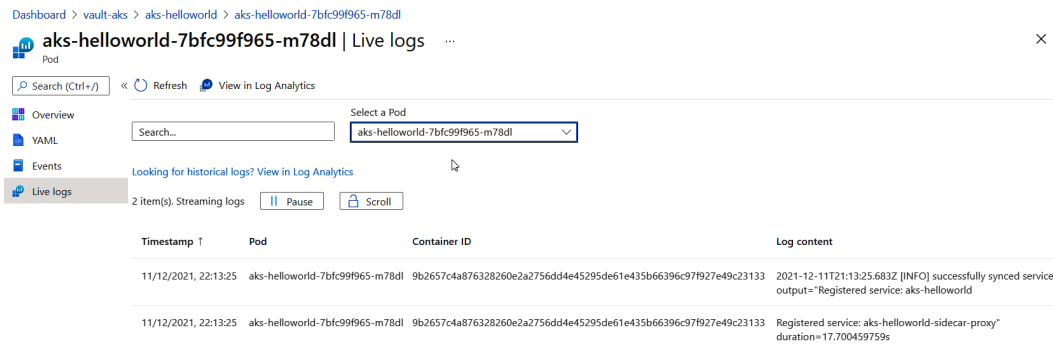 Dashboard > vault-aks > aks-helloworld > aks-helloworld-7bfc99f965-m78dl
aks-helloworld-7bfc99f965-m78dl | Live logs ...
Pod
Search (Ctrl+/) « Refresh View in Log Analytics
Overview
YAML
Events
Live logs
Select a Pod
Search... aks-helloworld-7bfc99f965-m78dl
Looking for historical logs? View in Log Analytics
2 item(s). Streaming logs Pause Scroll
Timestamp ↑ Pod Container ID Log content
11/12/2021, 22:13:25 aks-helloworld-7bfc99f965-m78dl 9b2657c4a876328260e2a2756dd4e45295de61e435b66396c97f927e49c23133 2021-12-11T21:13:25.683Z [INFO] successfully synced service
output="Registered service: aks-helloworld
11/12/2021, 22:13:25 aks-helloworld-7bfc99f965-m78dl 9b2657c4a876328260e2a2756dd4e45295de61e435b66396c97f927e49c23133 Registered service: aks-helloworld-sidecar-proxy"
duration=17.700459759s